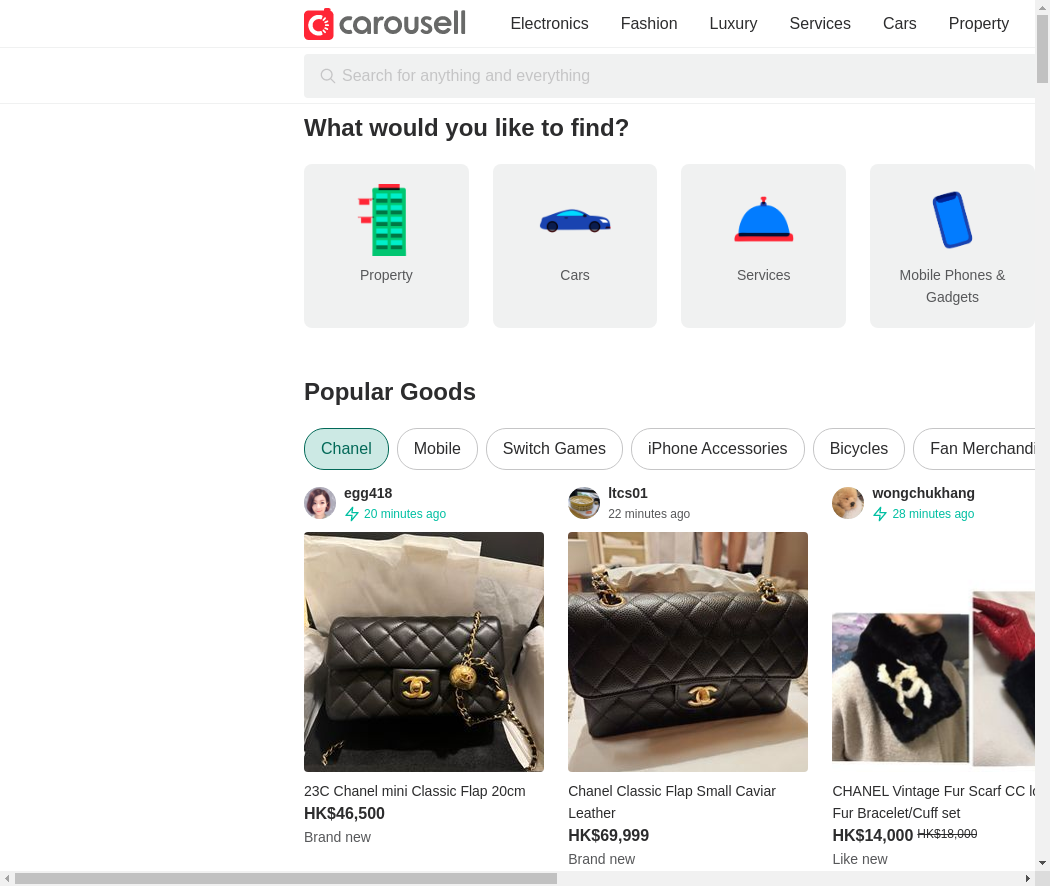 carousell
Electronics
Fashion
Luxury
Services
Cars
Property
Search for anything and everything
What would you like to find?
Property
Cars
Services
Mobile Phones &
Gadgets
Popular Goods
Chanel
Mobile
Switch Games
iPhone Accessories
Bicycles
Fan Merchandi
egg418
20 minutes ago
23C Chanel mini Classic Flap 20cm
HK$46,500
Brand new
ltcs01
22 minutes ago
Chanel Classic Flap Small Caviar
Leather
HK$69,999
Brand new
wongchukhang
28 minutes ago
CHANEL Vintage Fur Scarf CC lo
Fur Bracelet/Cuff set
HK$14,000 HK$18,000
Like new